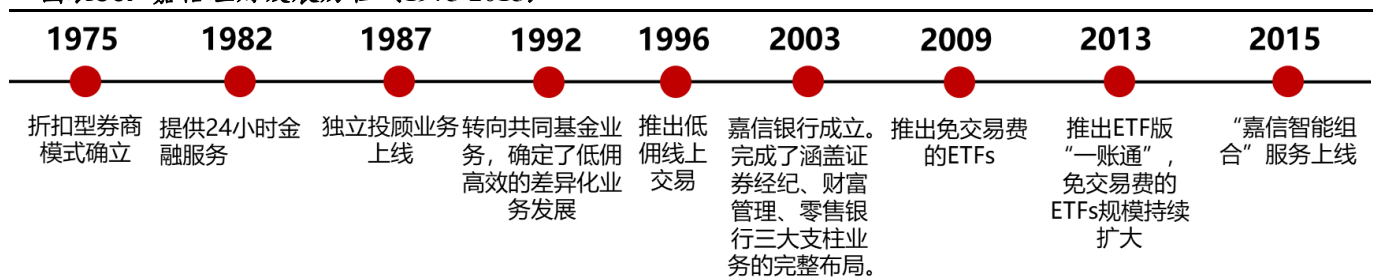 1975 1982 1987 1992 1996 2003 2009 2013 2015
折扣型券商
模式确立
提供24小时金
融服务
独立投顾业务
上线
转向共同基金业
务，确定了低佣
高效的差异化业
务发展
推出低
佣线上
交易
嘉信银行成立。
完成了涵盖证
券经纪、财富
管理、零售银
行三大支柱业
务的完整布局。
推出免交易费
的ETFs
推出ETF版
“一账通”，
免交易费的
ETFs规模持续
扩大
“嘉信智能组
合”服务上线